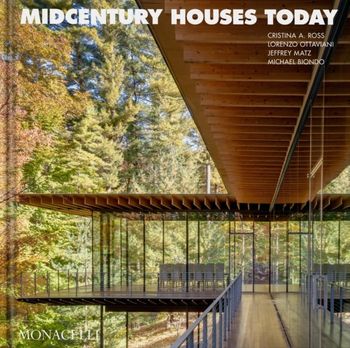 MIDCENTURY HOUSES TODAY
CRISTINA A. ROSS
LORENZO OTTAVIANI
JEFFREY MATZ
MICHAEL BIONDO
MONACELLI